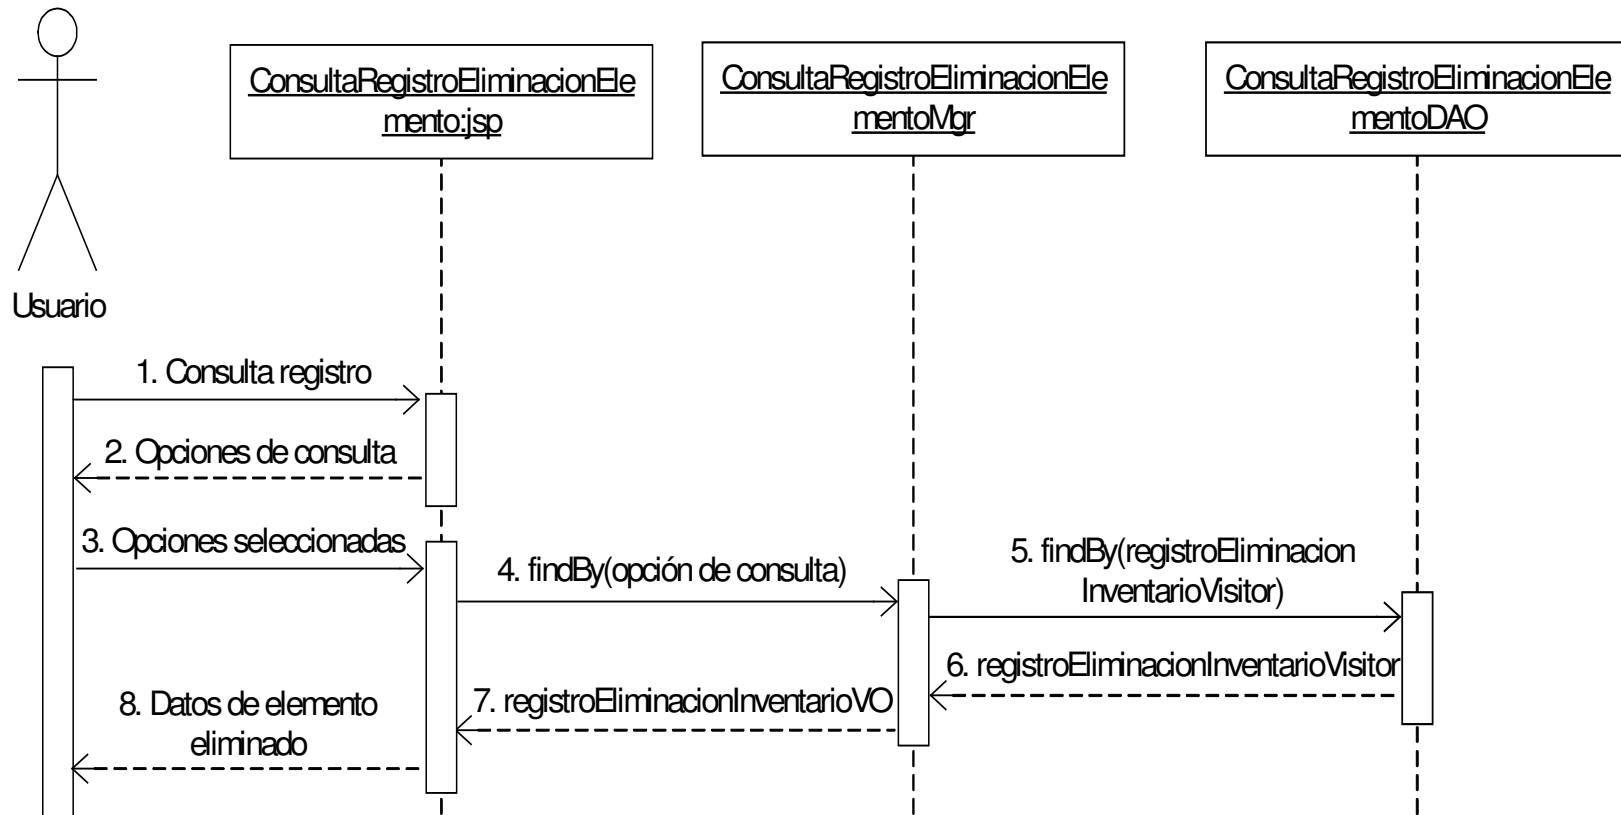 ConsultaRegistroEliminacionEle
mento:jsp
ConsultaRegistroEliminacionEle
mentoMgr
ConsultaRegistroEliminacionEle
mentoDAO
Usuario
1. Consulta registro
2. Opciones de consulta
3. Opciones seleccionadas
4. findBy(opción de consulta)
5. findBy(registroEliminacion
InventarioVisitor)
6. registroEliminacionInventarioVisitor
7. registroEliminacionInventarioVO
8. Datos de elemento
eliminado